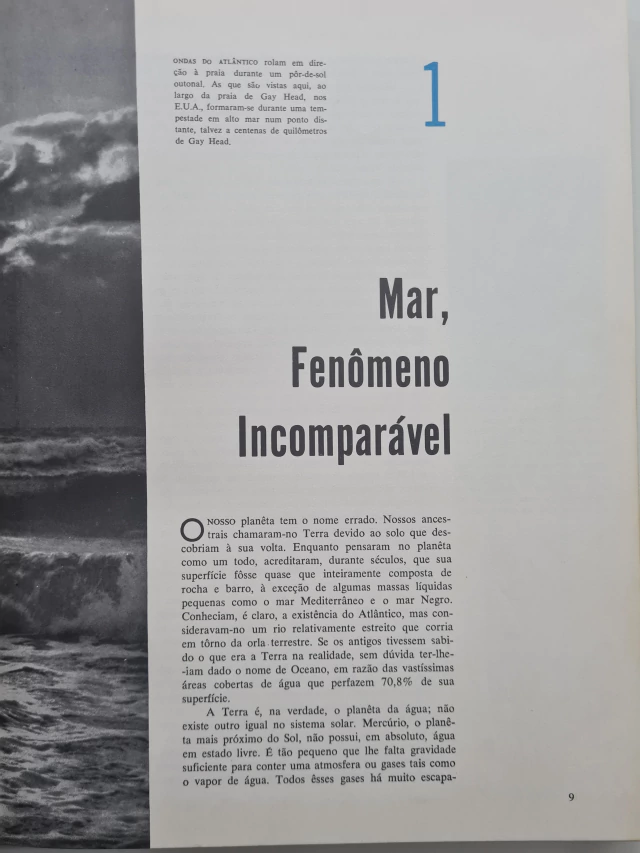 ONDAS DO ATLÂNTICO rolam em dire-
ção à praia durante um pôr-de-sol
outonal. As que são vistas aqui, ao
largo da praia de Gay Head, nos
E.U.A., formaram-se durante uma tem-
pestade em alto mar num ponto dis-
tante, talvez a centenas de quilômetros
de Gay Head.
1
Mar,
Fenômeno
Incomparável
O NOSSO planêta tem o nome errado. Nossos ances-
trais chamaram-no Terra devido ao solo que des-
cobriam à sua volta. Enquanto pensaram no planêta
como um todo, acreditaram, durante séculos, que sua
superfície fôsse quase que inteiramente composta de
rocha e barro, à exceção de algumas massas líquidas
pequenas como o mar Mediterrâneo e o mar Negro.
Conheciam, é claro, a existência do Atlântico, mas con-
sideravam-no um rio relativamente estreito que corria
em tôrno da orla terrestre. Se os antigos tivessem sabi-
do o que era a Terra na realidade, sem dúvida ter-lhe-
-iam dado o nome de Oceano, em razão das vastíssimas
áreas cobertas de água que perfazem 70,8% de sua
superfície.
A Terra é, na verdade, o planêta da água; não
existe outro igual no sistema solar. Mercúrio, o planê-
ta mais próximo do Sol, não possui, em absoluto, água
em estado livre. É tão pequeno que lhe falta gravidade
suficiente para conter uma atmosfera ou gases tais como
o vapor de água. Todos êsses gases há muito escapa-
9